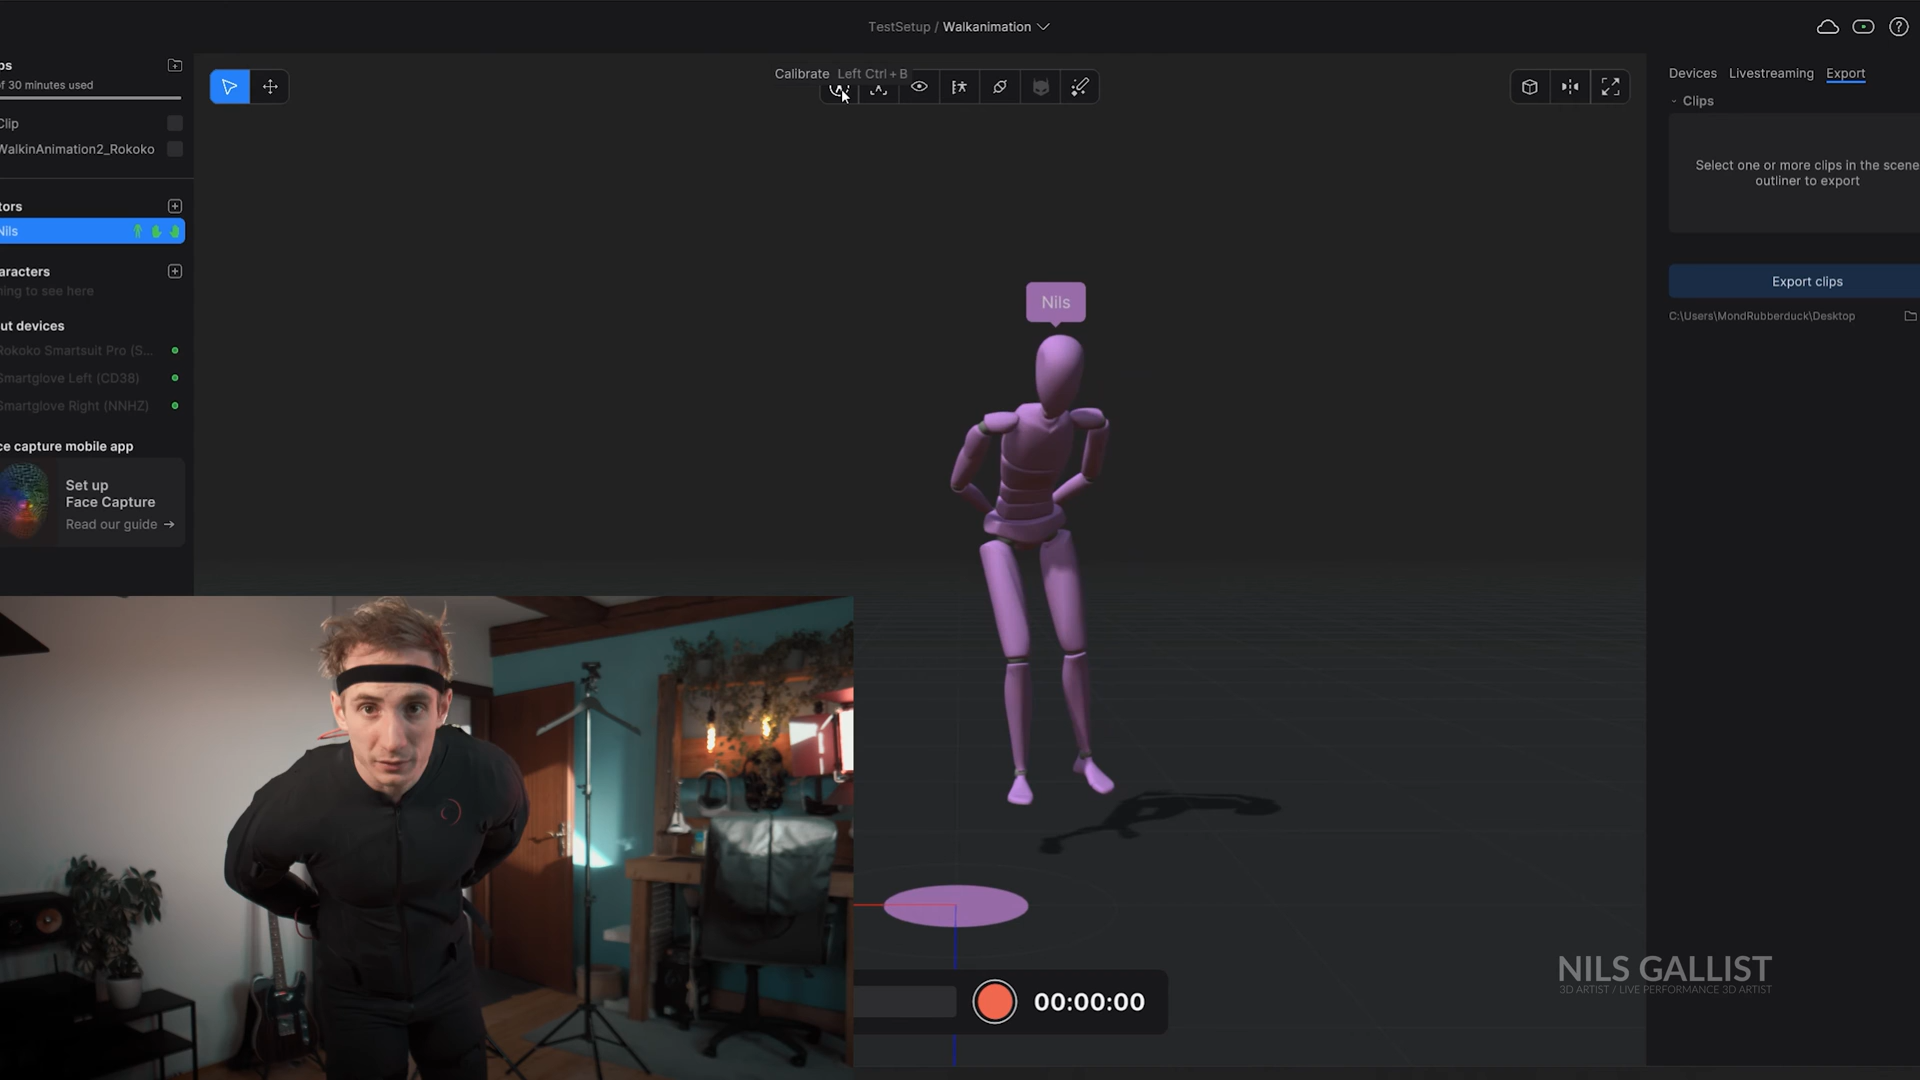 TestSetup / Walkanimation
ps
of 30 minutes used
Clip
WalkinAnimation2_Rokoko
tors
Nils
aracters
hing to see here
ut devices
Rokoko Smartsuit Pro (S...
Smartglove Left (CD38)
Smartglove Right (NNHZ)
ce capture mobile app
Set up
Face Capture
Read our guide →
Calibrate Left Ctrl + B
Nils
00:00:00
Devices Livestreaming Export
Clips
Select one or more clips in the scene
outliner to export
Export clips
C:\Users\MondRubberduck\Desktop
NILS GALLIST
3D ARTIST / LIVE PERFORMANCE 3D ARTIST